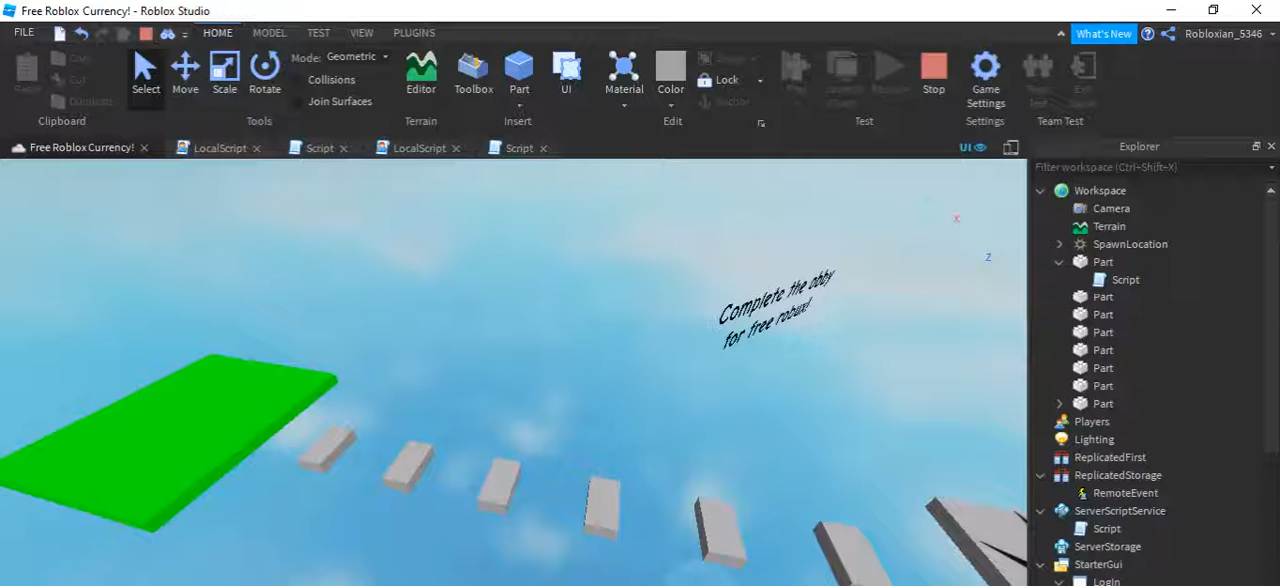 Free Roblox Currency! - Roblox Studio
FILE HOME MODEL TEST VIEW PLUGINS What's New Robloxian_5346
Mode: Geometric
Collisions
Join Surfaces
Select Move Scale Rotate
Editor Toolbox Part UI
Material Color Lock
Stop Game Settings
Clipboard Tools Terrain Insert Edit Test Settings Team Test
Free Roblox Currency! LocalScript Script LocalScript Script UI
Explorer
Filter workspace (Ctrl+Shift+X)
Workspace
Camera
Terrain
SpawnLocation
Part
Script
Part
Part
Part
Part
Part
Part
Part
Players
Lighting
ReplicatedFirst
ReplicatedStorage
RemoteEvent
ServerScriptService
Script
ServerStorage
StarterGui
LogIn
X
Z
Complete the obby
for free robux!